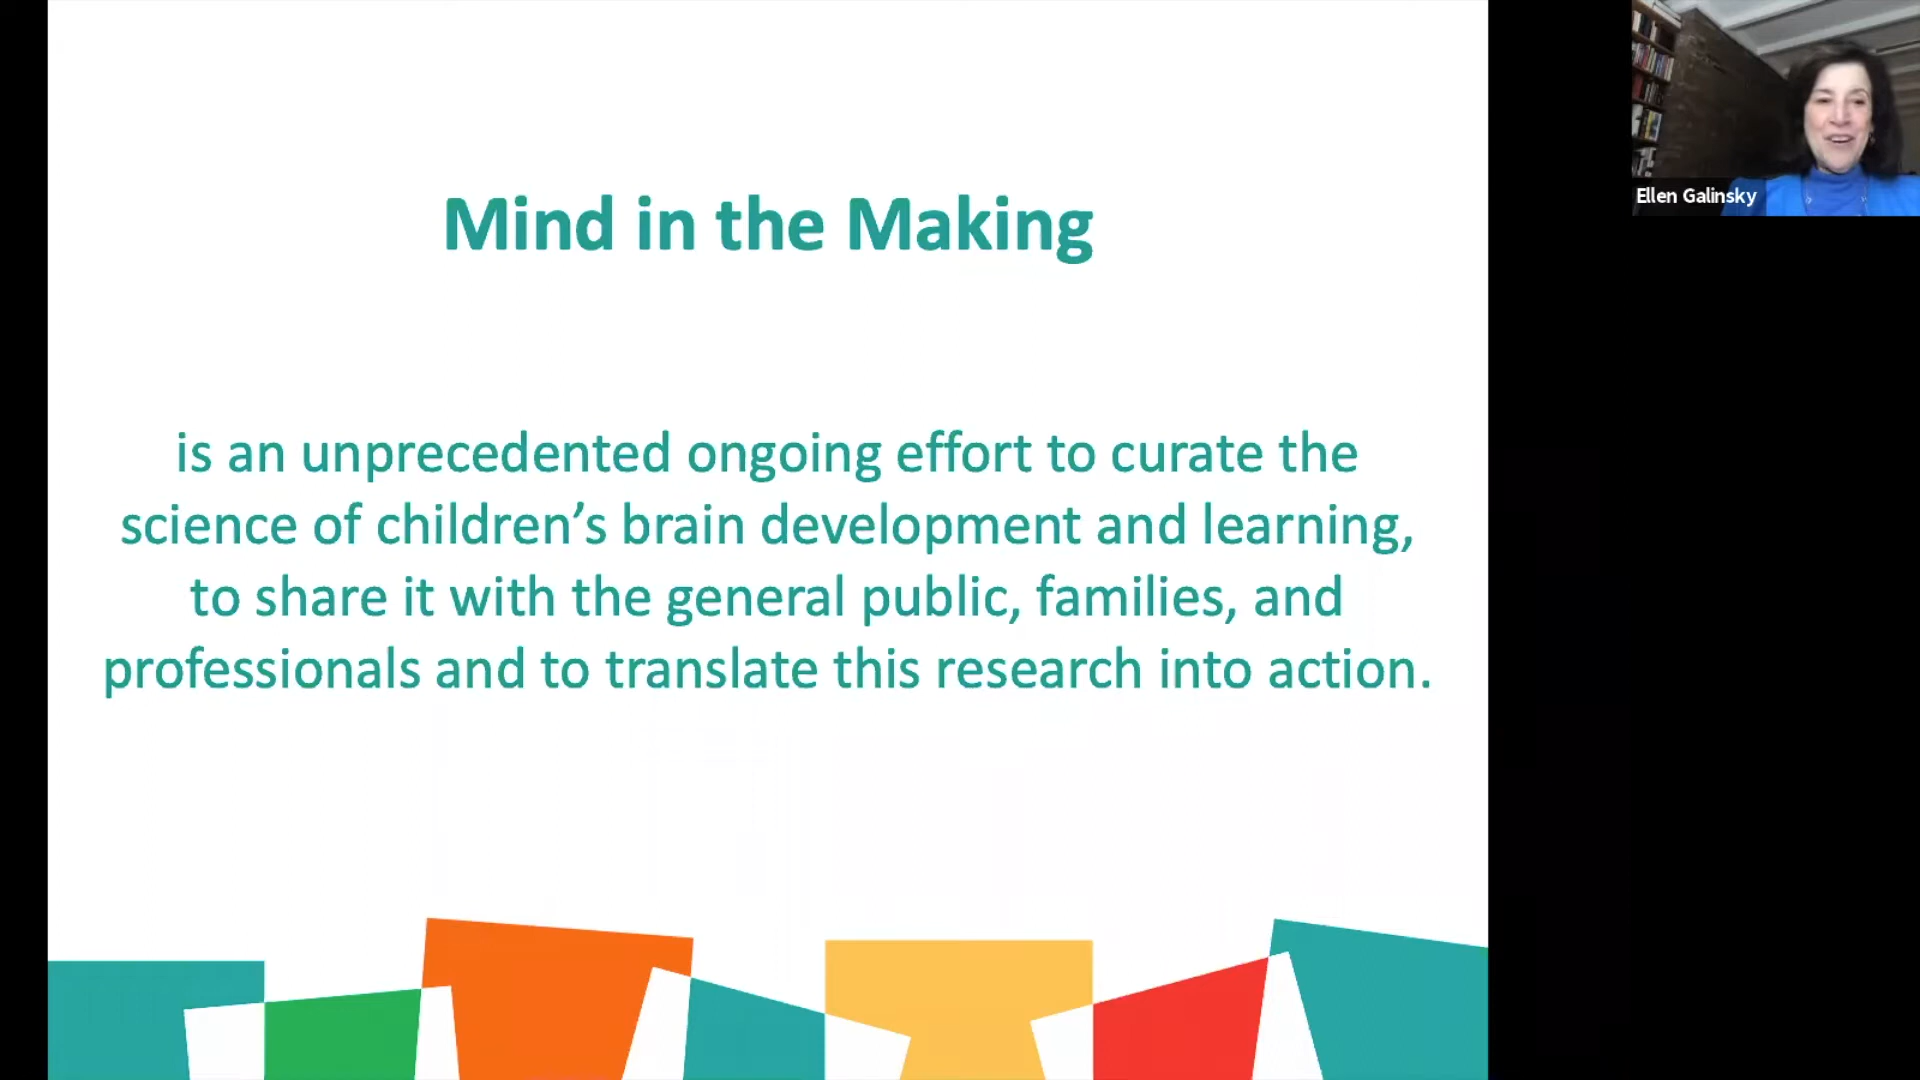 Mind in the Making
is an unprecedented ongoing effort to curate the
science of children’s brain development and learning,
to share it with the general public, families, and
professionals and to translate this research into action.
Ellen Galinsky